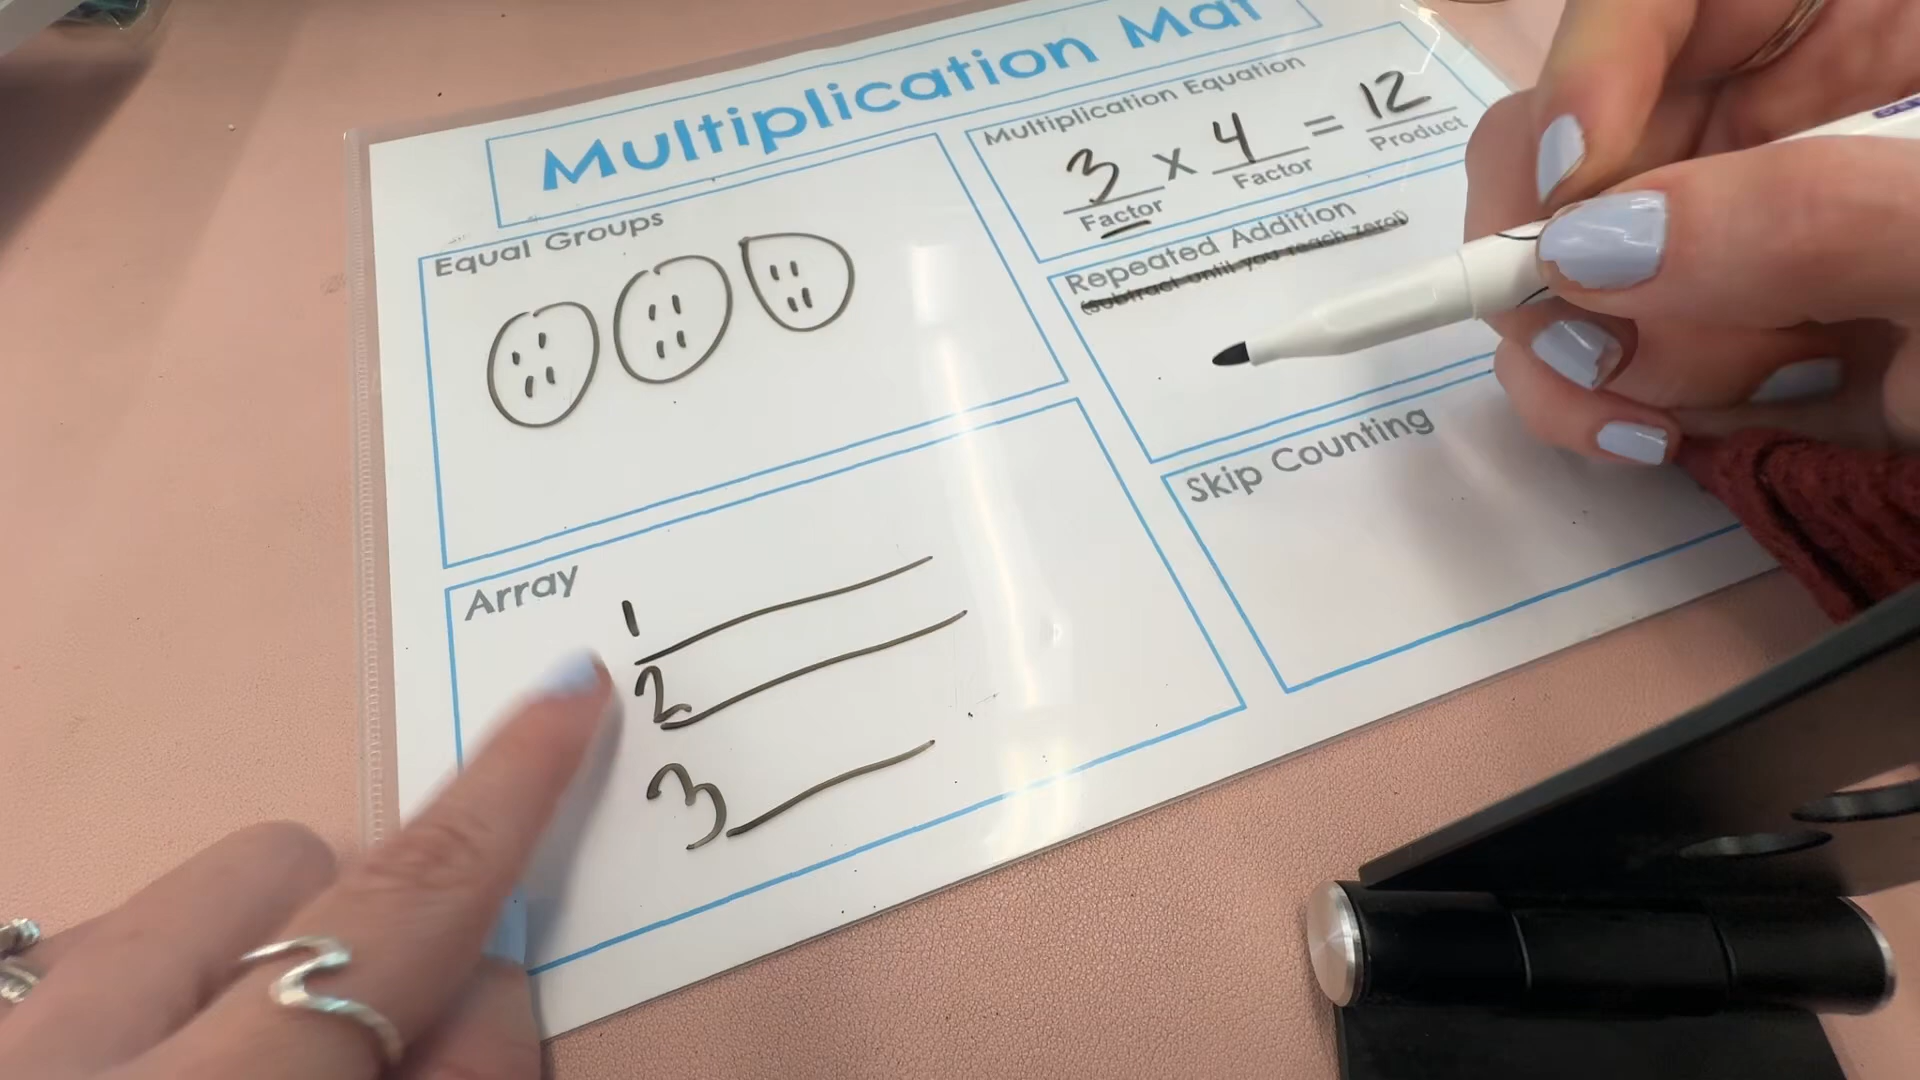 Multiplication Mat
Equal Groups
Multiplication Equation
3 x 4 = 12
Factor Factor Product
Repeated Addition
(Subtract until you reach zero)
Array
1
2
3
Skip Counting